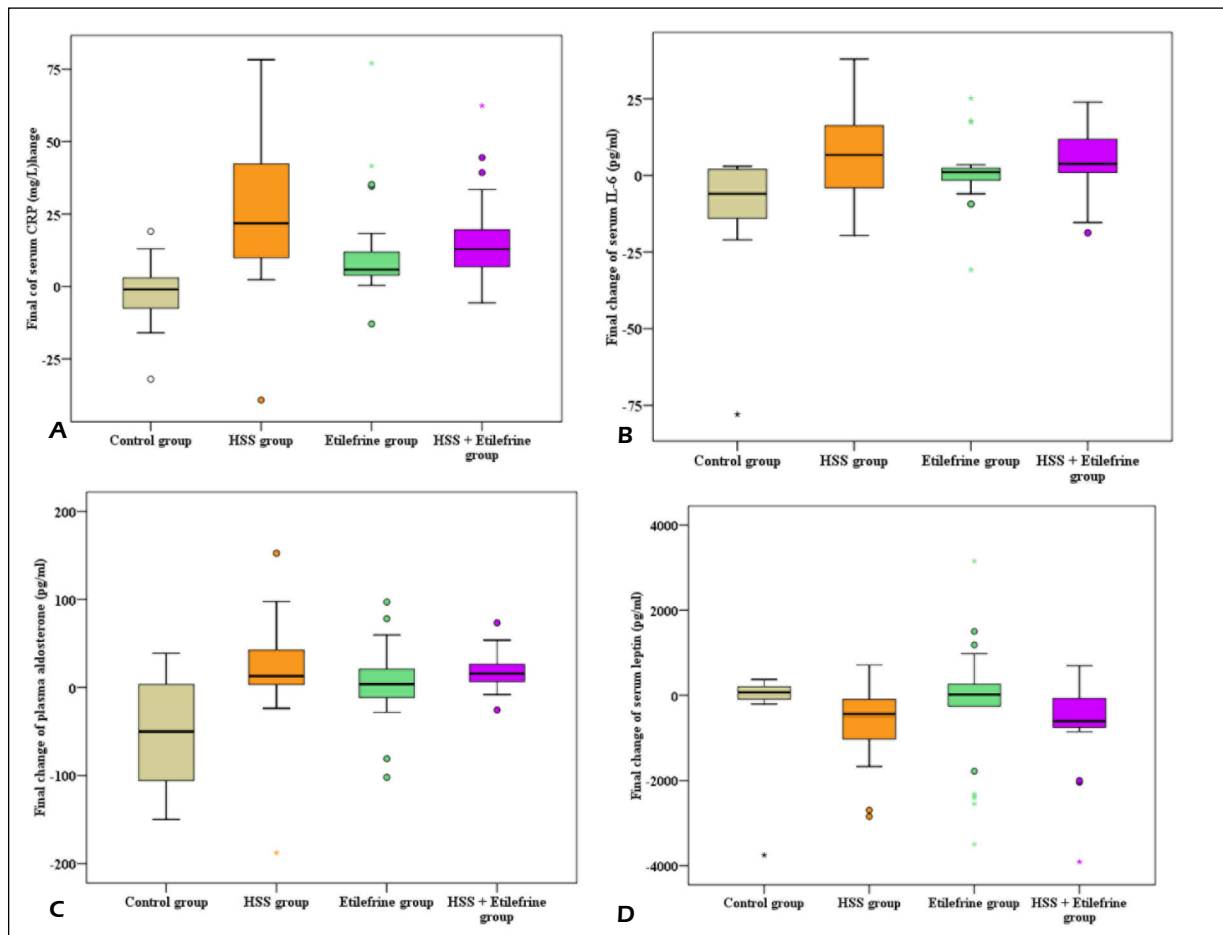 Final cof serum CRP (mg/L)hange
75
50
25
0
-25
A
Control group
HSS group
Etilefrine group
HSS + Etilefrine
group
Final change of serum IL-6 (pg/ml)
25
0
-25
-50
-75
B
Control group
HSS group
Etilefrine group
HSS + Etilefrine
group
Final change of plasma aldosterone (pg/ml)
200
100
0
-100
-200
C
Control group
HSS group
Etilefrine group
HSS + Etilefrine
group
Final change of serum leptin (pg/ml)
4000
2000
0
-2000
-4000
D
Control group
HSS group
Etilefrine group
HSS + Etilefrine
group